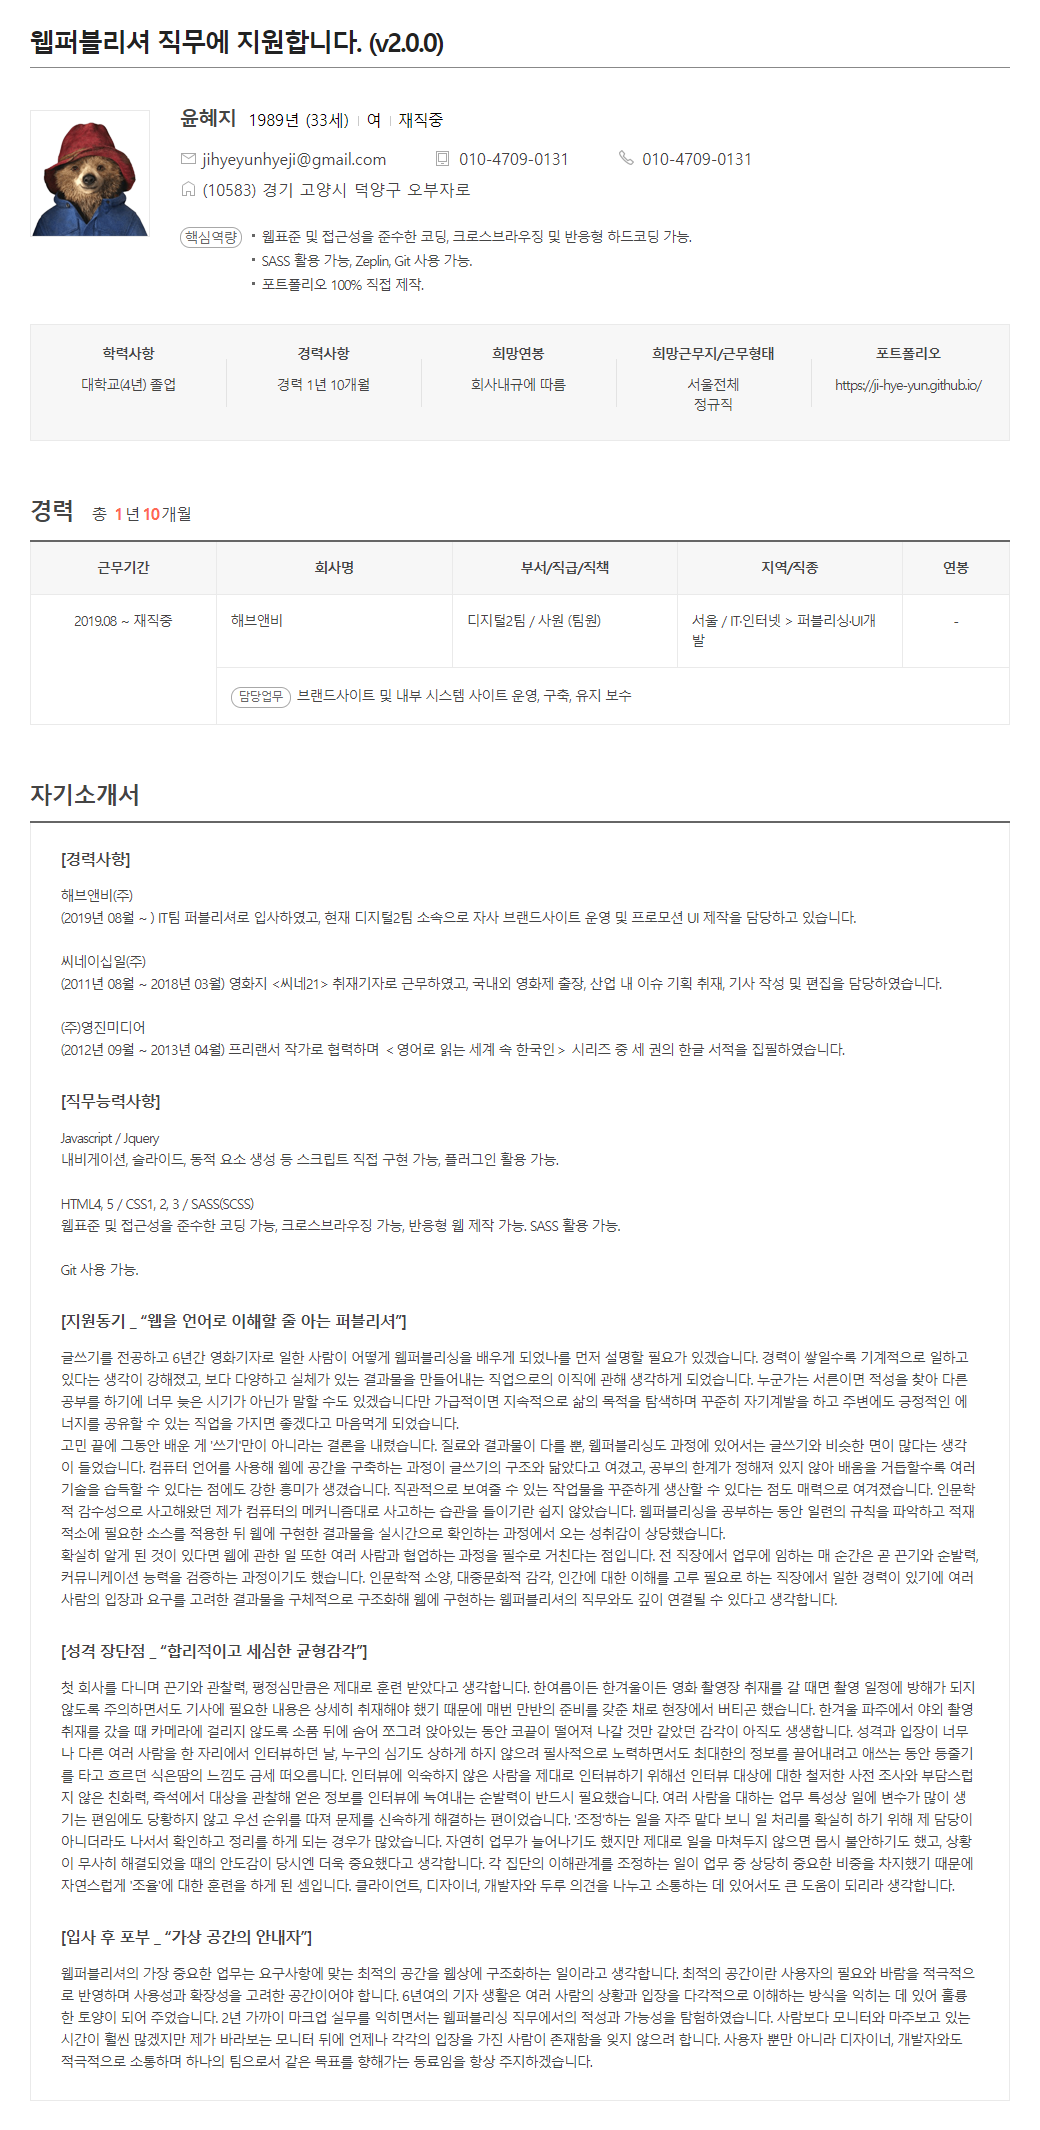 웹퍼블리셔 직무에 지원합니다. (v2.0.0)
윤혜지 1989년 (33세) 여 재직중
jihyeyunhyeji@gmail.com 010-4709-0131 010-4709-0131
(10583) 경기 고양시 덕양구 오부자로
핵심역량 · 웹표준 및 접근성을 준수한 코딩, 크로스브라우징 및 반응형 하드코딩 가능.
· SASS 활용 가능, Zeplin, Git 사용 가능.
· 포트폴리오 100% 직접 제작.
학력사항 경력사항 희망연봉 희망근무지/근무형태 포트폴리오
대학교(4년) 졸업 경력 1년 10개월 회사내규에 따름 서울전체 https://ji-hye-yun.github.io/
정규직
경력 총 1년 10개월
근무기간 회사명 부서/직급/직책 지역/직종 연봉
2019.08 ~ 재직중 해브앤비 디지털2팀 / 사원 (팀원) 서울 / IT·인터넷 > 퍼블리싱·UI개 -
발
담당업무 브랜드사이트 및 내부 시스템 사이트 운영, 구축, 유지 보수
자기소개서
[경력사항]
해브앤비(주)
(2019년 08월 ~ ) IT팀 퍼블리셔로 입사하였고, 현재 디지털2팀 소속으로 자사 브랜드사이트 운영 및 프로모션 UI 제작을 담당하고 있습니다.
씨네이십일(주)
(2011년 08월 ~ 2018년 03월) 영화지 <씨네21> 취재기자로 근무하였고, 국내외 영화제 출장, 산업 내 이슈 기획 취재, 기사 작성 및 편집을 담당하였습니다.
(주)영진미디어
(2012년 09월 ~ 2013년 04월) 프리랜서 작가로 협력하며 < 영어로 읽는 세계 속 한국인 > 시리즈 중 세 권의 한글 서적을 집필하였습니다.
[직무능력사항]
Javascript / Jquery
내비게이션, 슬라이드, 동적 요소 생성 등 스크립트 직접 구현 가능, 플러그인 활용 가능.
HTML4, 5 / CSS1, 2, 3 / SASS(SCSS)
웹표준 및 접근성을 준수한 코딩 가능, 크로스브라우징 가능, 반응형 웹 제작 가능. SASS 활용 가능.
Git 사용 가능.
[지원동기 _ “웹을 언어로 이해할 줄 아는 퍼블리셔”]
글쓰기를 전공하고 6년간 영화기자로 일한 사람이 어떻게 웹퍼블리싱을 배우게 되었나를 먼저 설명할 필요가 있겠습니다. 경력이 쌓일수록 기계적으로 일하고
있다는 생각이 강해졌고, 보다 다양하고 실체가 있는 결과물을 만들어내는 직업으로의 이직에 관해 생각하게 되었습니다. 누군가는 서른이면 적성을 찾아 다른
공부를 하기에 너무 늦은 시기가 아닌가 말할 수도 있겠습니다만 가급적이면 지속적으로 삶의 목적을 탐색하며 꾸준히 자기계발을 하고 주변에도 긍정적인 에
너지를 공유할 수 있는 직업을 가지면 좋겠다고 마음먹게 되었습니다.
고민 끝에 그동안 배운 게 '쓰기'만이 아니라는 결론을 내렸습니다. 질료와 결과물이 다를 뿐, 웹퍼블리싱도 과정에 있어서는 글쓰기와 비슷한 면이 많다는 생각
이 들었습니다. 컴퓨터 언어를 사용해 웹에 공간을 구축하는 과정이 글쓰기의 구조와 닮았다고 여겼고, 공부의 한계가 정해져 있지 않아 배움을 거듭할수록 여러
기술을 습득할 수 있다는 점에도 강한 흥미가 생겼습니다. 직관적으로 보여줄 수 있는 작업물을 꾸준하게 생산할 수 있다는 점도 매력으로 여겨졌습니다. 인문학
적 감수성으로 사고해왔던 제가 컴퓨터의 메커니즘대로 사고하는 습관을 들이기란 쉽지 않았습니다. 웹퍼블리싱을 공부하는 동안 일련의 규칙을 파악하고 적재
적소에 필요한 소스를 적용한 뒤 웹에 구현한 결과물을 실시간으로 확인하는 과정에서 오는 성취감이 상당했습니다.
확실히 알게 된 것이 있다면 웹에 관한 일 또한 여러 사람과 협업하는 과정을 필수로 거친다는 점입니다. 전 직장에서 업무에 임하는 매 순간은 곧 끈기와 순발력,
커뮤니케이션 능력을 검증하는 과정이기도 했습니다. 인문학적 소양, 대중문화적 감각, 인간에 대한 이해를 고루 필요로 하는 직장에서 일한 경력이 있기에 여러
사람의 입장과 요구를 고려한 결과물을 구체적으로 구조화해 웹에 구현하는 웹퍼블리셔의 직무와도 깊이 연결될 수 있다고 생각합니다.
[성격 장단점 _ “합리적이고 세심한 균형감각”]
첫 회사를 다니며 끈기와 관찰력, 평정심만큼은 제대로 훈련 받았다고 생각합니다. 한여름이든 한겨울이든 영화 촬영장 취재를 갈 때면 촬영 일정에 방해가 되지
않도록 주의하면서도 기사에 필요한 내용은 상세히 취재해야 했기 때문에 매번 만반의 준비를 갖춘 채로 현장에서 버티곤 했습니다. 한겨울 파주에서 야외 촬영
취재를 갔을 때 카메라에 걸리지 않도록 소품 뒤에 숨어 쪼그려 앉아있는 동안 코끝이 떨어져 나갈 것만 같았던 감각이 아직도 생생합니다. 성격과 입장이 너무
나 다른 여러 사람을 한 자리에서 인터뷰하던 날, 누구의 심기도 상하게 하지 않으려 필사적으로 노력하면서도 최대한의 정보를 끌어내려고 애쓰는 동안 등줄기
를 타고 흐르던 식은땀의 느낌도 금세 떠오릅니다. 인터뷰에 익숙하지 않은 사람을 제대로 인터뷰하기 위해선 인터뷰 대상에 대한 철저한 사전 조사와 부담스럽
지 않은 친화력, 즉석에서 대상을 관찰해 얻은 정보를 인터뷰에 녹여내는 순발력이 반드시 필요했습니다. 여러 사람을 대하는 업무 특성상 일에 변수가 많이 생
기는 편임에도 당황하지 않고 우선 순위를 따져 문제를 신속하게 해결하는 편이었습니다. '조정'하는 일을 자주 맡다 보니 일 처리를 확실히 하기 위해 제 담당이
아니더라도 나서서 확인하고 정리를 하게 되는 경우가 많았습니다. 자연히 업무가 늘어나기도 했지만 제대로 일을 마쳐두지 않으면 몹시 불안하기도 했고, 상황
이 무사히 해결되었을 때의 안도감이 당시엔 더욱 중요했다고 생각합니다. 각 집단의 이해관계를 조정하는 일이 업무 중 상당히 중요한 비중을 차지했기 때문에
자연스럽게 '조율'에 대한 훈련을 하게 된 셈입니다. 클라이언트, 디자이너, 개발자와 두루 의견을 나누고 소통하는 데 있어서도 큰 도움이 되리라 생각합니다.
[입사 후 포부 _ “가상 공간의 안내자”]
웹퍼블리셔의 가장 중요한 업무는 요구사항에 맞는 최적의 공간을 웹상에 구조화하는 일이라고 생각합니다. 최적의 공간이란 사용자의 필요와 바람을 적극적으
로 반영하며 사용성과 확장성을 고려한 공간이어야 합니다. 6년여의 기자 생활은 여러 사람의 상황과 입장을 다각적으로 이해하는 방식을 익히는 데 있어 훌륭
한 토양이 되어 주었습니다. 2년 가까이 마크업 실무를 익히면서는 웹퍼블리싱 직무에서의 적성과 가능성을 탐험하였습니다. 사람보다 모니터와 마주보고 있는
시간이 훨씬 많겠지만 제가 바라보는 모니터 뒤에 언제나 각각의 입장을 가진 사람이 존재함을 잊지 않으려 합니다. 사용자 뿐만 아니라 디자이너, 개발자와도
적극적으로 소통하며 하나의 팀으로서 같은 목표를 향해가는 동료임을 항상 주지하겠습니다.